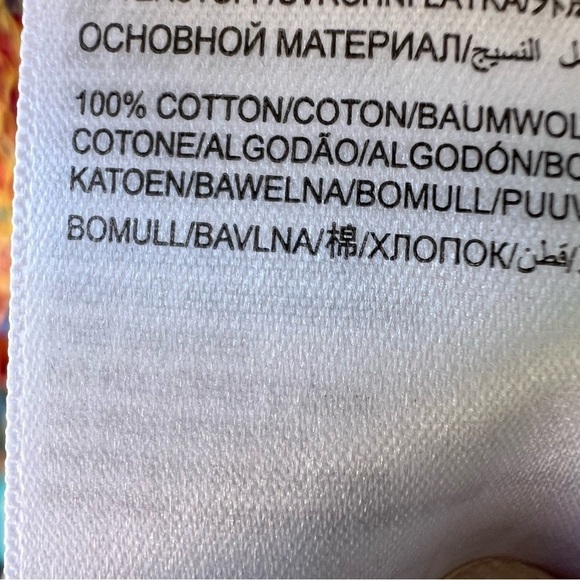 ОСНОВНОЙ МАТЕРИАЛ/النسيج
100% COTTON/COTON/BAUMWOL
COTONE/ALGODÃO/ALGODÓN/BO
KATOEN/BAWEŁNA/BOMULL/PUUV
BOMULL/BAVLNA/棉/ХЛОПОК/قطن/